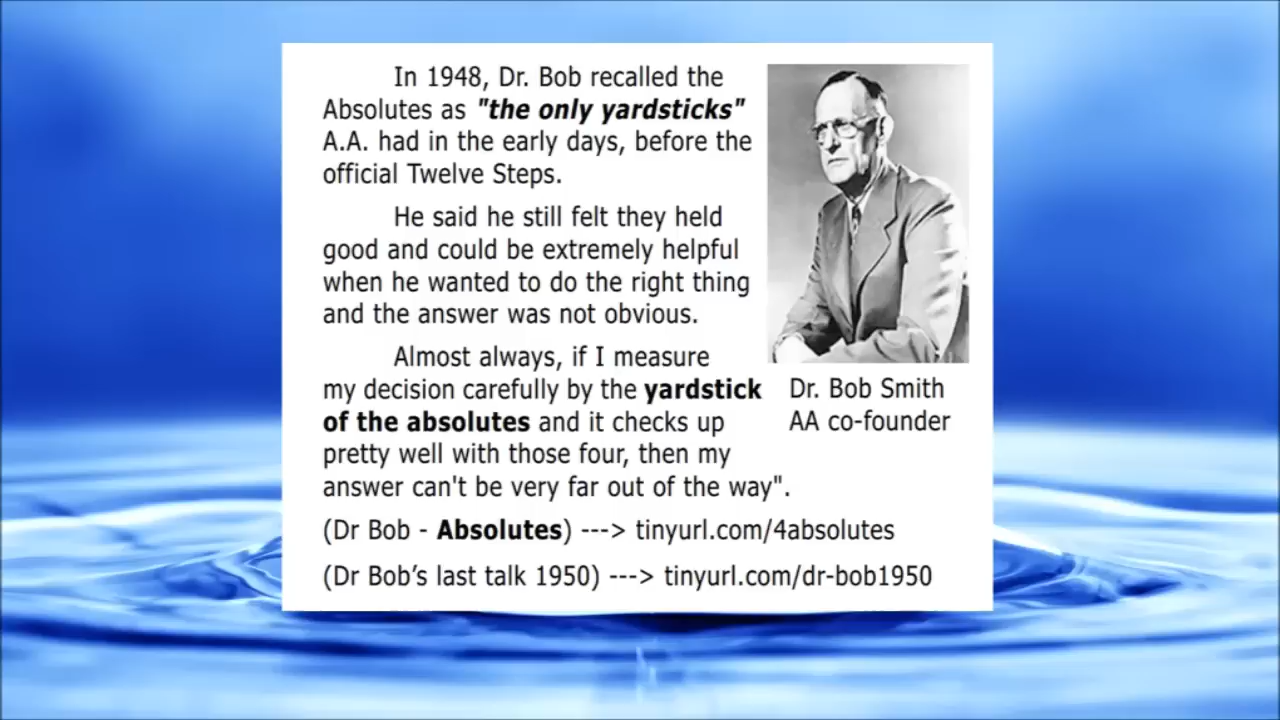 In 1948, Dr. Bob recalled the
Absolutes as "the only yardsticks"
A.A. had in the early days, before the
official Twelve Steps.
He said he still felt they held
good and could be extremely helpful
when he wanted to do the right thing
and the answer was not obvious.
Almost always, if I measure
my decision carefully by the yardstick
of the absolutes and it checks up
pretty well with those four, then my
answer can't be very far out of the way".
Dr. Bob Smith
AA co-founder
(Dr Bob - Absolutes) ---> tinyurl.com/4absolutes
(Dr Bob’s last talk 1950) ---> tinyurl.com/dr-bob1950